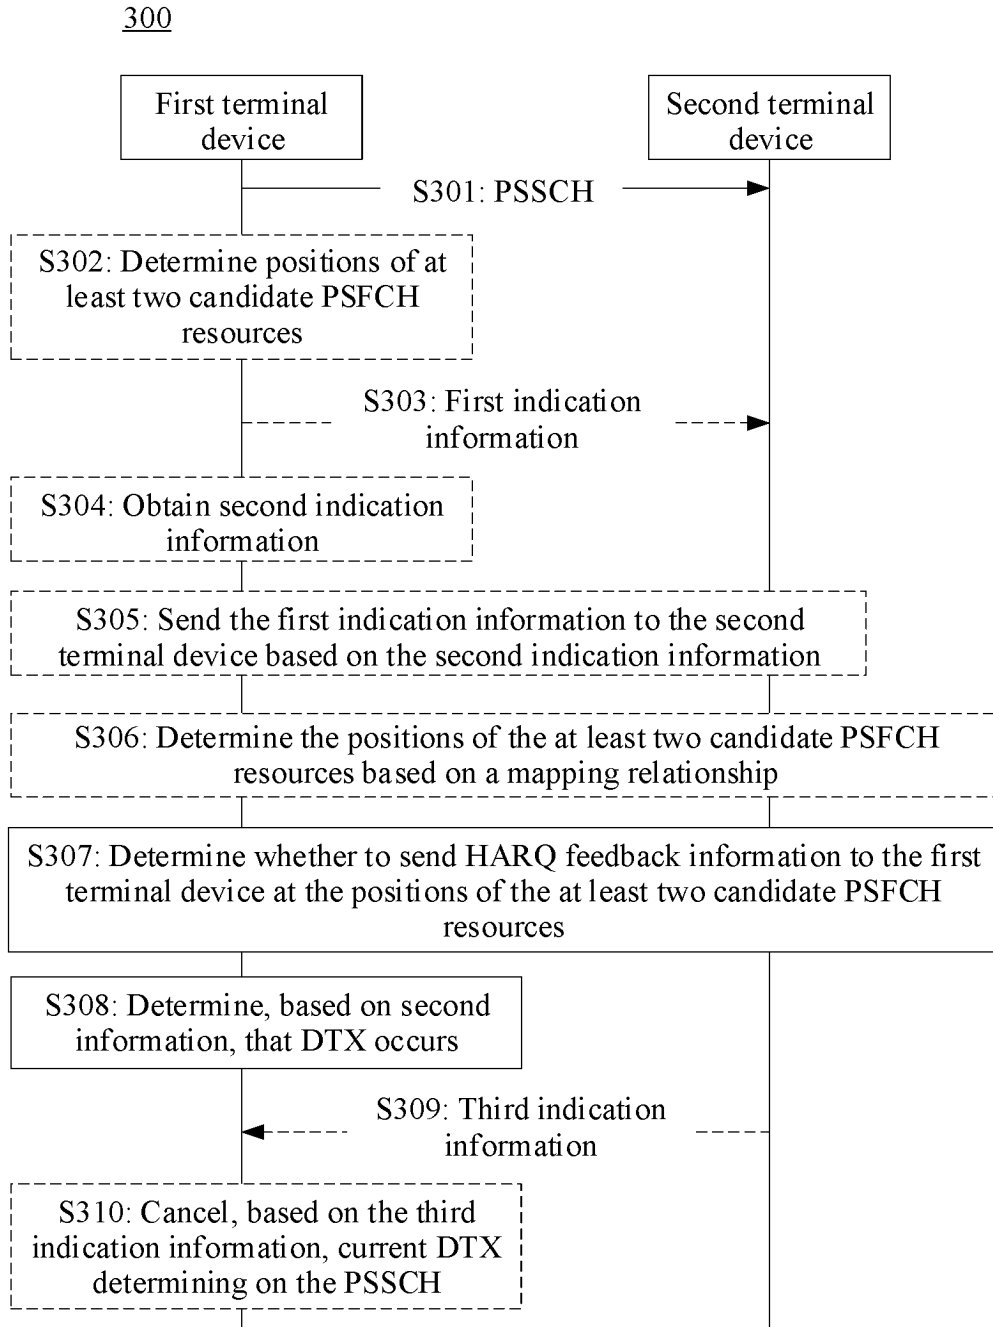 300
First terminal
device
Second terminal
device
S301: PSSCH
S302: Determine positions of at
least two candidate PSFCH
resources
S303: First indication
information
S304: Obtain second indication
information
S305: Send the first indication information to the second
terminal device based on the second indication information
S306: Determine the positions of the at least two candidate PSFCH
resources based on a mapping relationship
S307: Determine whether to send HARQ feedback information to the first
terminal device at the positions of the at least two candidate PSFCH
resources
S308: Determine, based on second
information, that DTX occurs
S309: Third indication
information
S310: Cancel, based on the third
indication information, current DTX
determining on the PSSCH